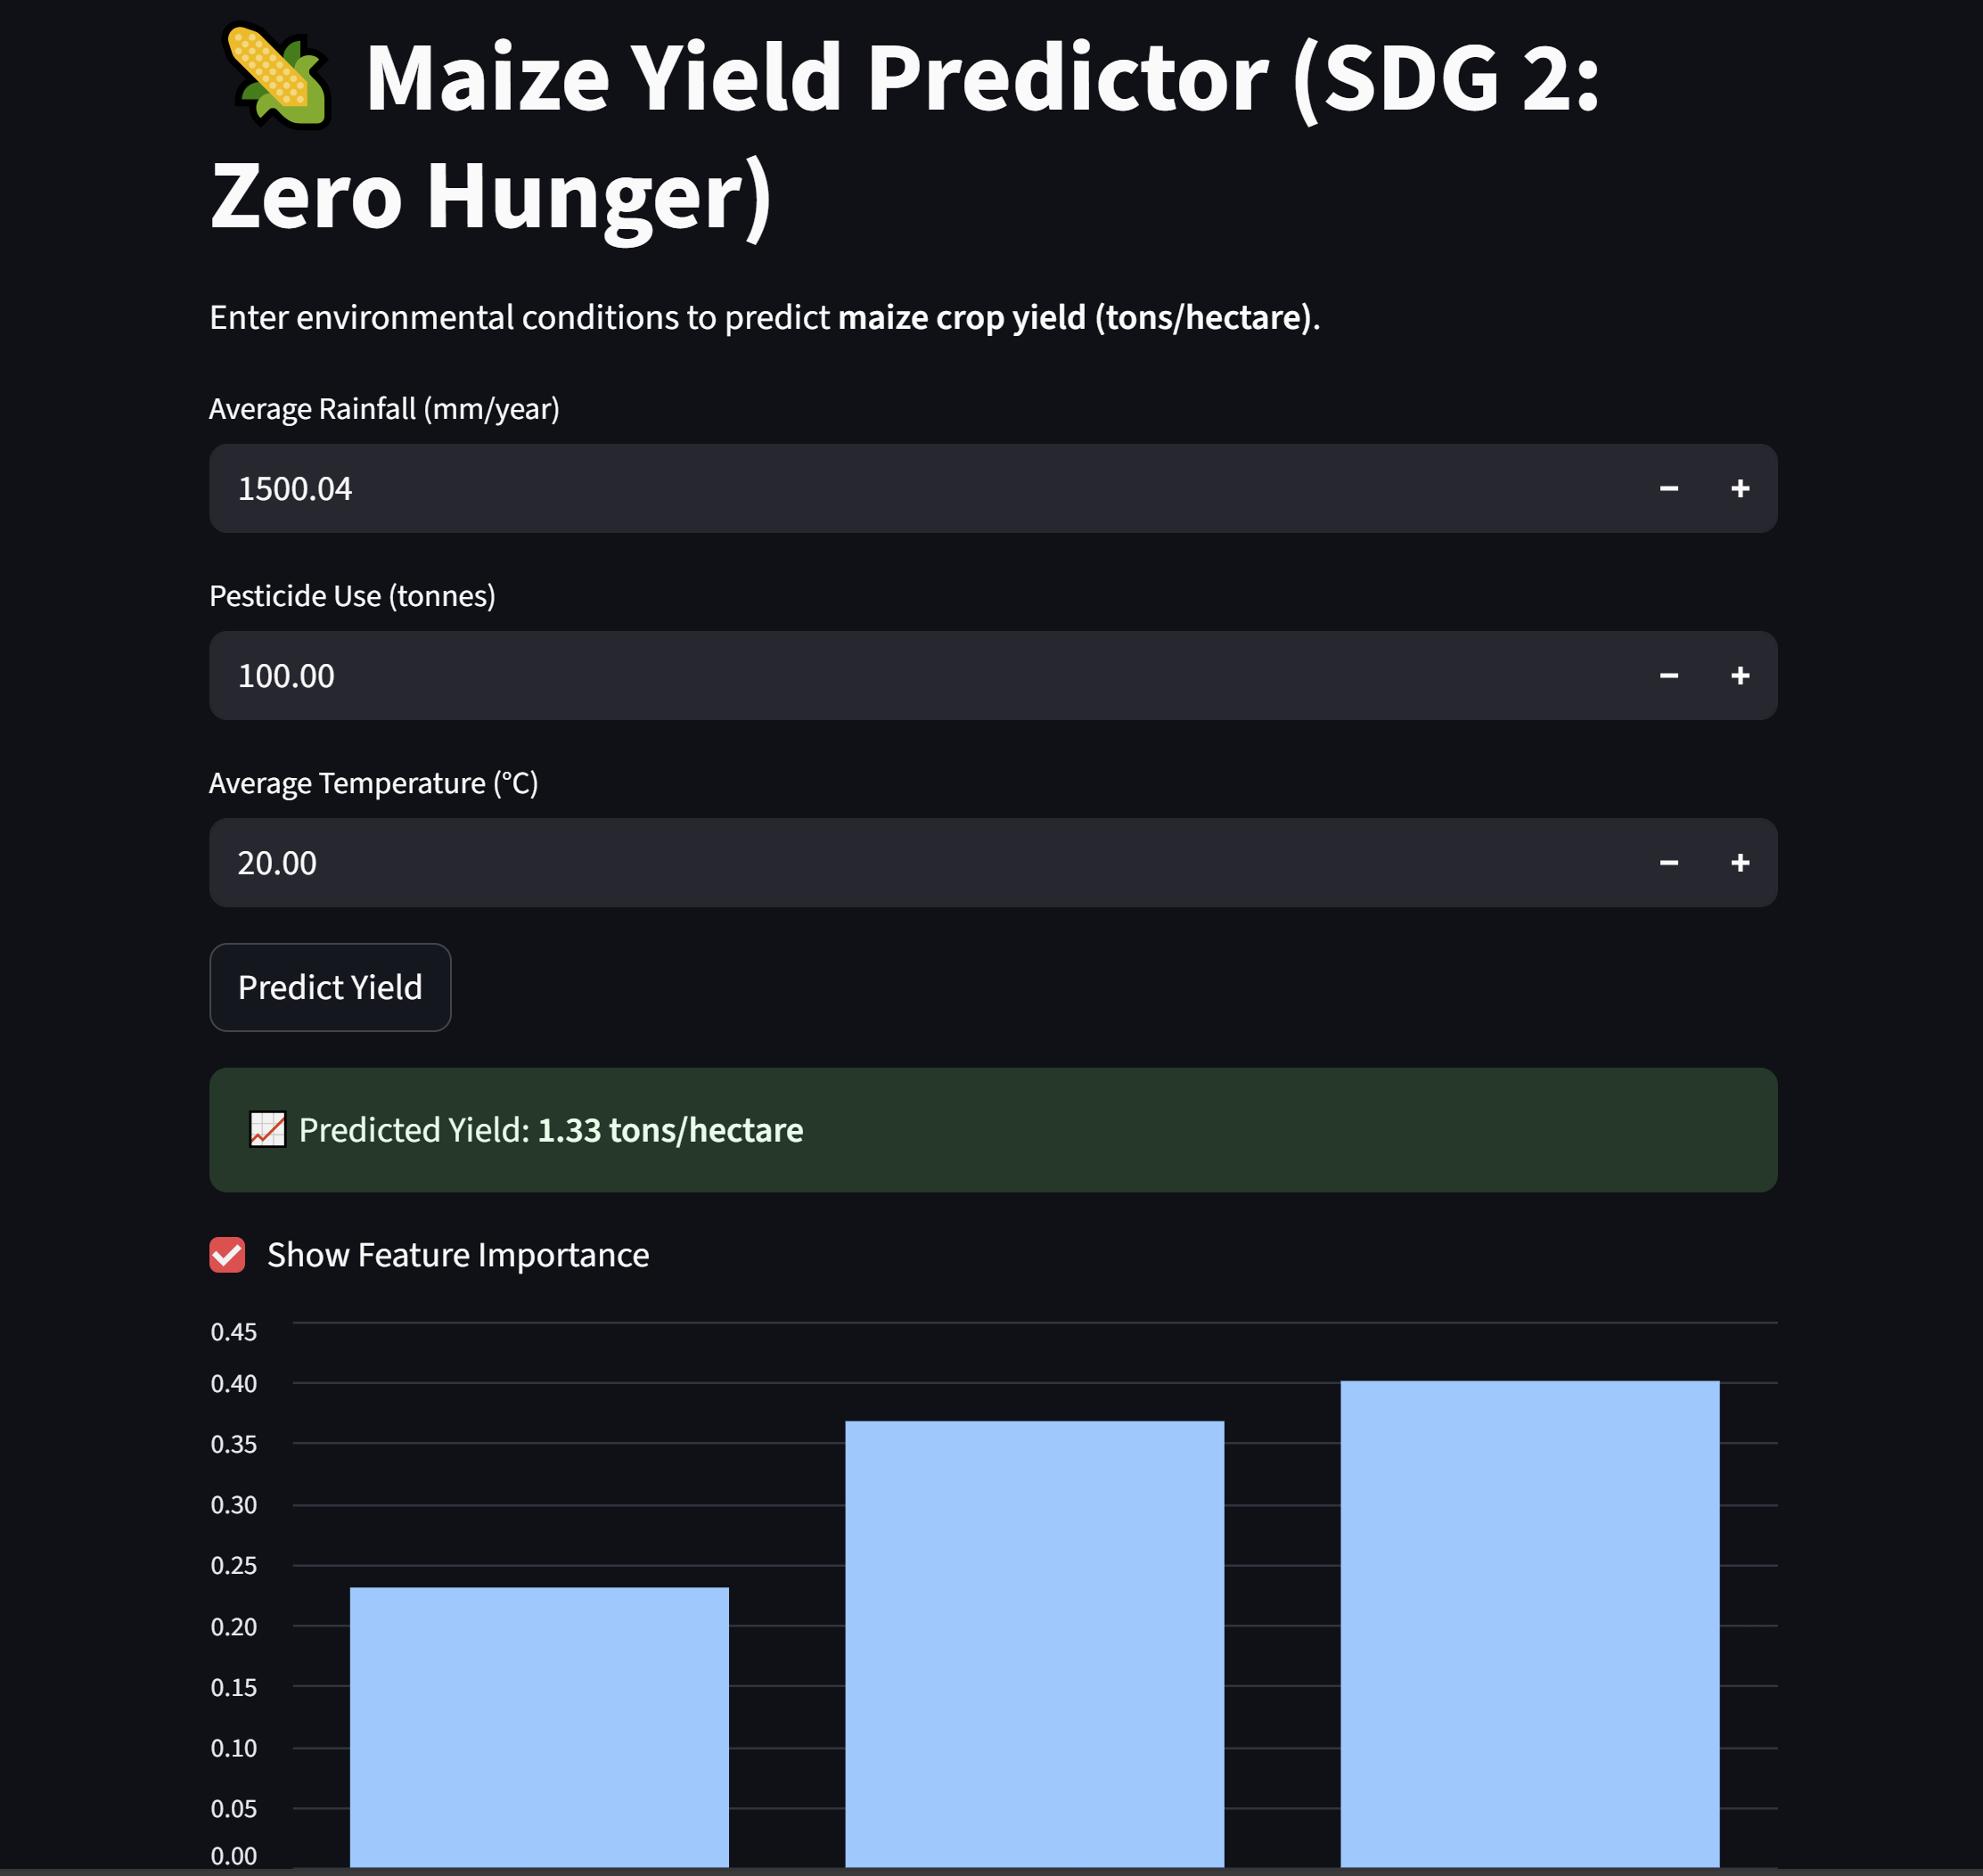 Maize Yield Predictor (SDG 2:
Zero Hunger)
Enter environmental conditions to predict maize crop yield (tons/hectare).
Average Rainfall (mm/year)
1500.04
Pesticide Use (tonnes)
100.00
Average Temperature (°C)
20.00
Predict Yield
Predicted Yield: 1.33 tons/hectare
Show Feature Importance
0.45
0.40
0.35
0.30
0.25
0.20
0.15
0.10
0.05
0.00